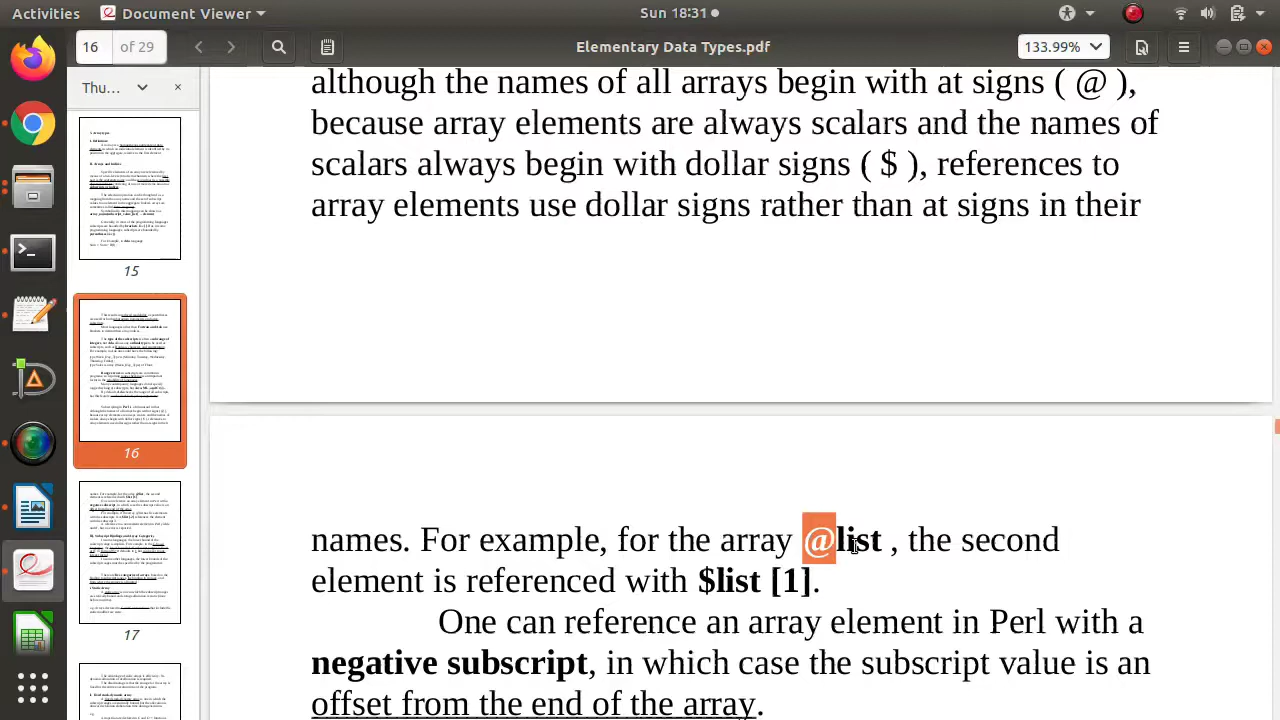 Activities Document Viewer Sun 18:31
16 of 29 Elementary Data Types.pdf 133.99%
Thu...
15
16
17
although the names of all arrays begin with at signs ( @ ),
because array elements are always scalars and the names of
scalars always begin with dollar signs ( $ ), references to
array elements use dollar signs rather than at signs in their
names. For example, for the array @list , the second
element is referenced with $list [1].
One can reference an array element in Perl with a
negative subscript, in which case the subscript value is an
offset from the end of the array.